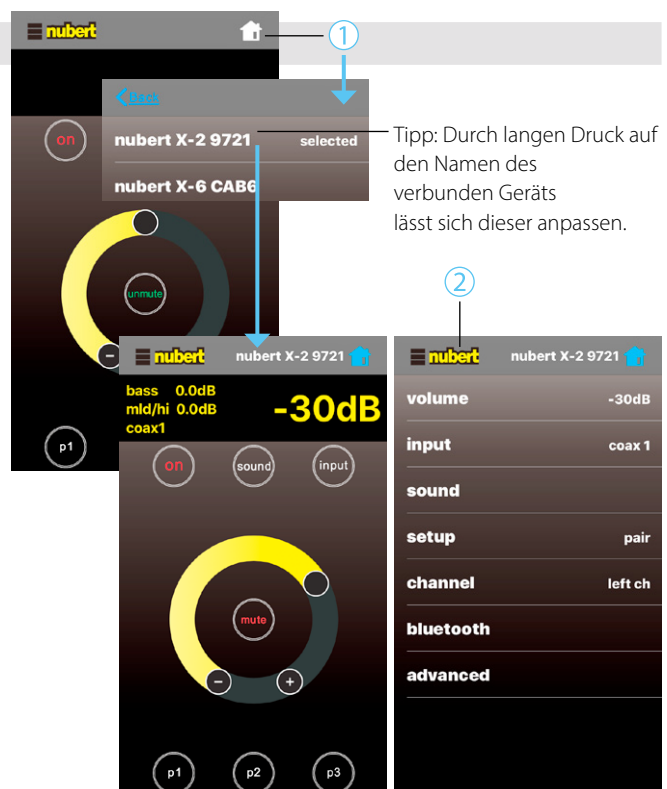 nubert
1
Back
on
nubert X-2 9721 selected
nubert X-6 CAB6
Tipp: Durch langen Druck auf
den Namen des
verbunden Geräts
lässt sich dieser anpassen.
unmute
−
p1
nubert nubert X-2 9721
bass 0.0dB
mld/hi 0.0dB
coax1
-30dB
on sound input
mute
− +
p1 p2 p3
2
nubert nubert X-2 9721
volume -30dB
input coax 1
sound
setup pair
channel left ch
bluetooth
advanced